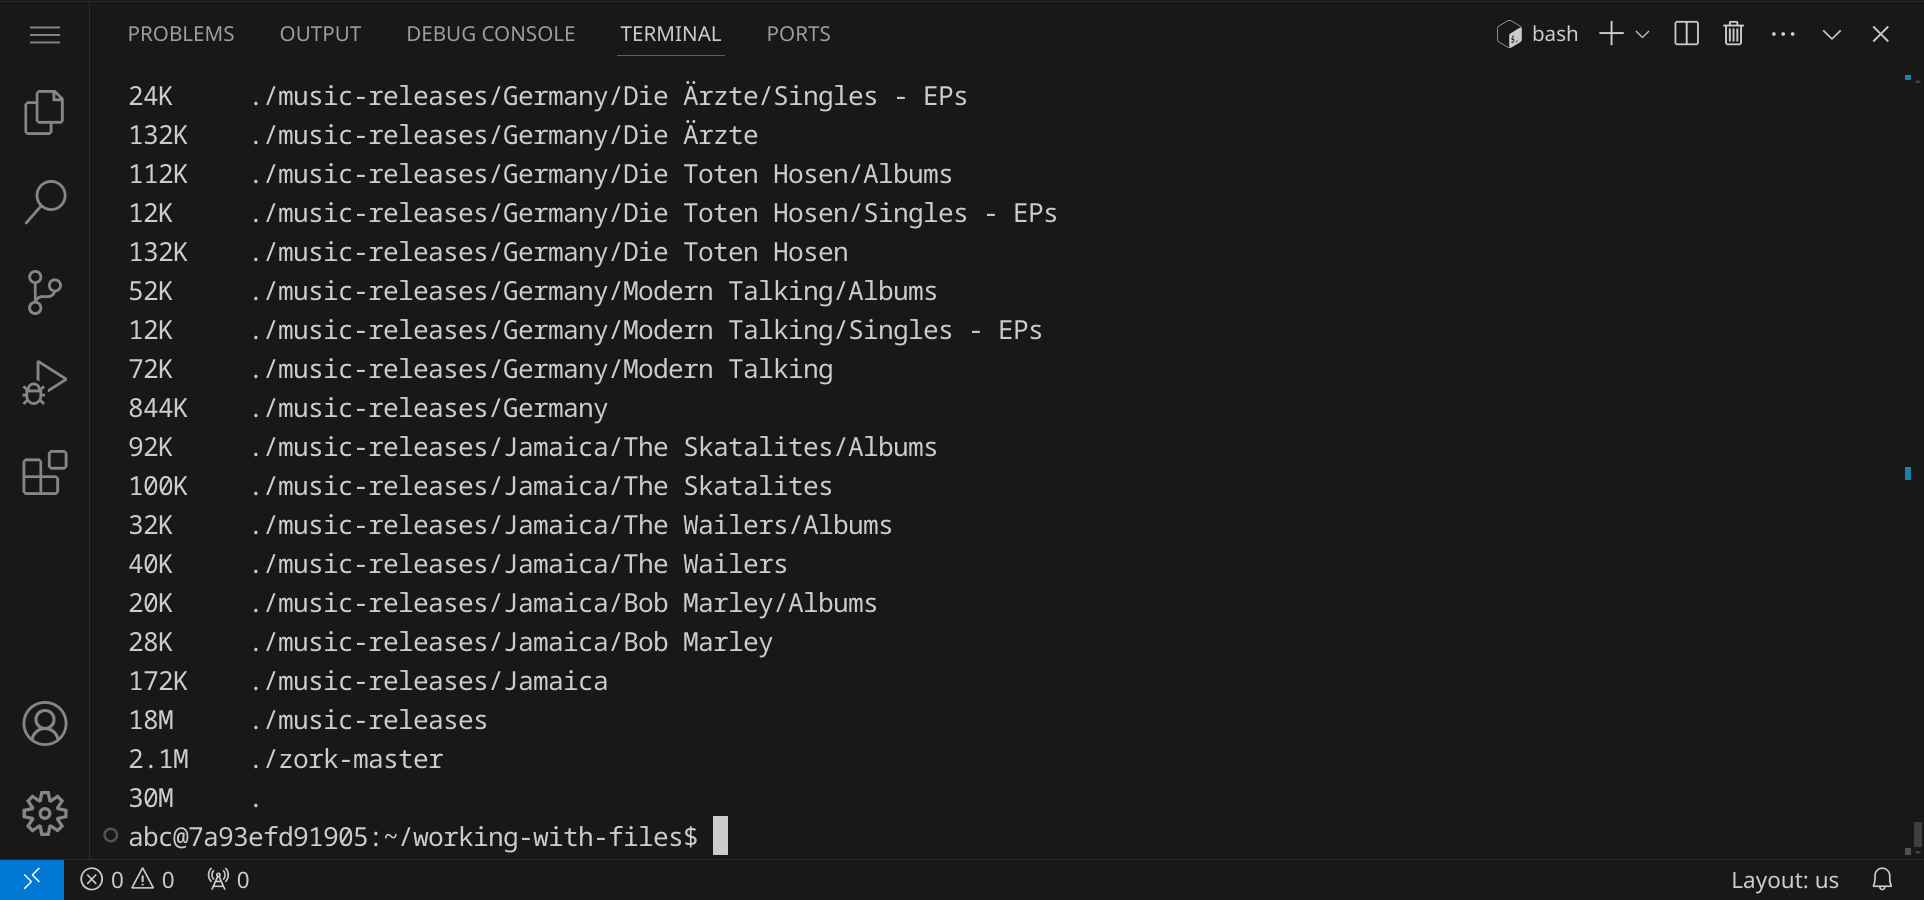 PROBLEMS OUTPUT DEBUG CONSOLE TERMINAL PORTS bash
24K ./music-releases/Germany/Die Ärzte/Singles - EPs
132K ./music-releases/Germany/Die Ärzte
112K ./music-releases/Germany/Die Toten Hosen/Albums
12K ./music-releases/Germany/Die Toten Hosen/Singles - EPs
132K ./music-releases/Germany/Die Toten Hosen
52K ./music-releases/Germany/Modern Talking/Albums
12K ./music-releases/Germany/Modern Talking/Singles - EPs
72K ./music-releases/Germany/Modern Talking
844K ./music-releases/Germany
92K ./music-releases/Jamaica/The Skatalites/Albums
100K ./music-releases/Jamaica/The Skatalites
32K ./music-releases/Jamaica/The Wailers/Albums
40K ./music-releases/Jamaica/The Wailers
20K ./music-releases/Jamaica/Bob Marley/Albums
28K ./music-releases/Jamaica/Bob Marley
172K ./music-releases/Jamaica
18M ./music-releases
2.1M ./zork-master
30M .
abc@7a93efd91905:~/working-with-files$
0 0 0 Layout: us